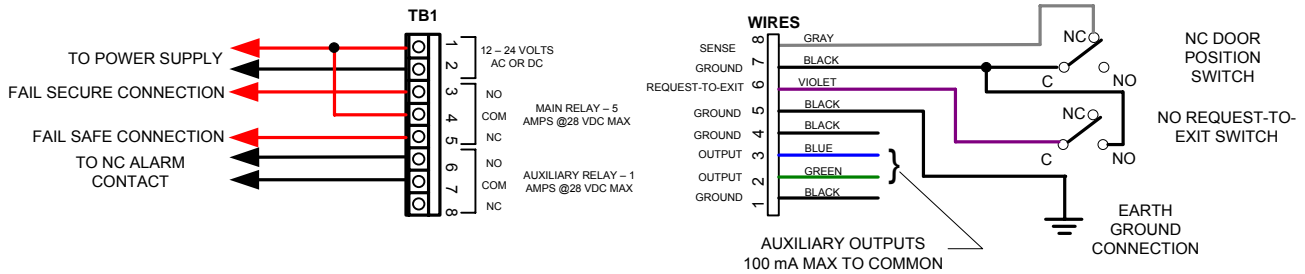 TB1
TO POWER SUPPLY
FAIL SECURE CONNECTION
FAIL SAFE CONNECTION
TO NC ALARM
CONTACT
1
2
3
4
5
6
7
8
12 – 24 VOLTS
AC OR DC
NO
COM
NC
MAIN RELAY – 5
AMPS @28 VDC MAX
NO
COM
NC
AUXILIARY RELAY – 1
AMPS @28 VDC MAX
WIRES
SENSE 8 GRAY
GROUND 7 BLACK
REQUEST-TO-EXIT 6 VIOLET
GROUND 5 BLACK
GROUND 4 BLACK
OUTPUT 3 BLUE
OUTPUT 2 GREEN
GROUND 1 BLACK
NC
C
NO
NC DOOR
POSITION
SWITCH
NC
C
NO
NO REQUEST-TO-
EXIT SWITCH
EARTH
GROUND
CONNECTION
AUXILIARY OUTPUTS
100 mA MAX TO COMMON